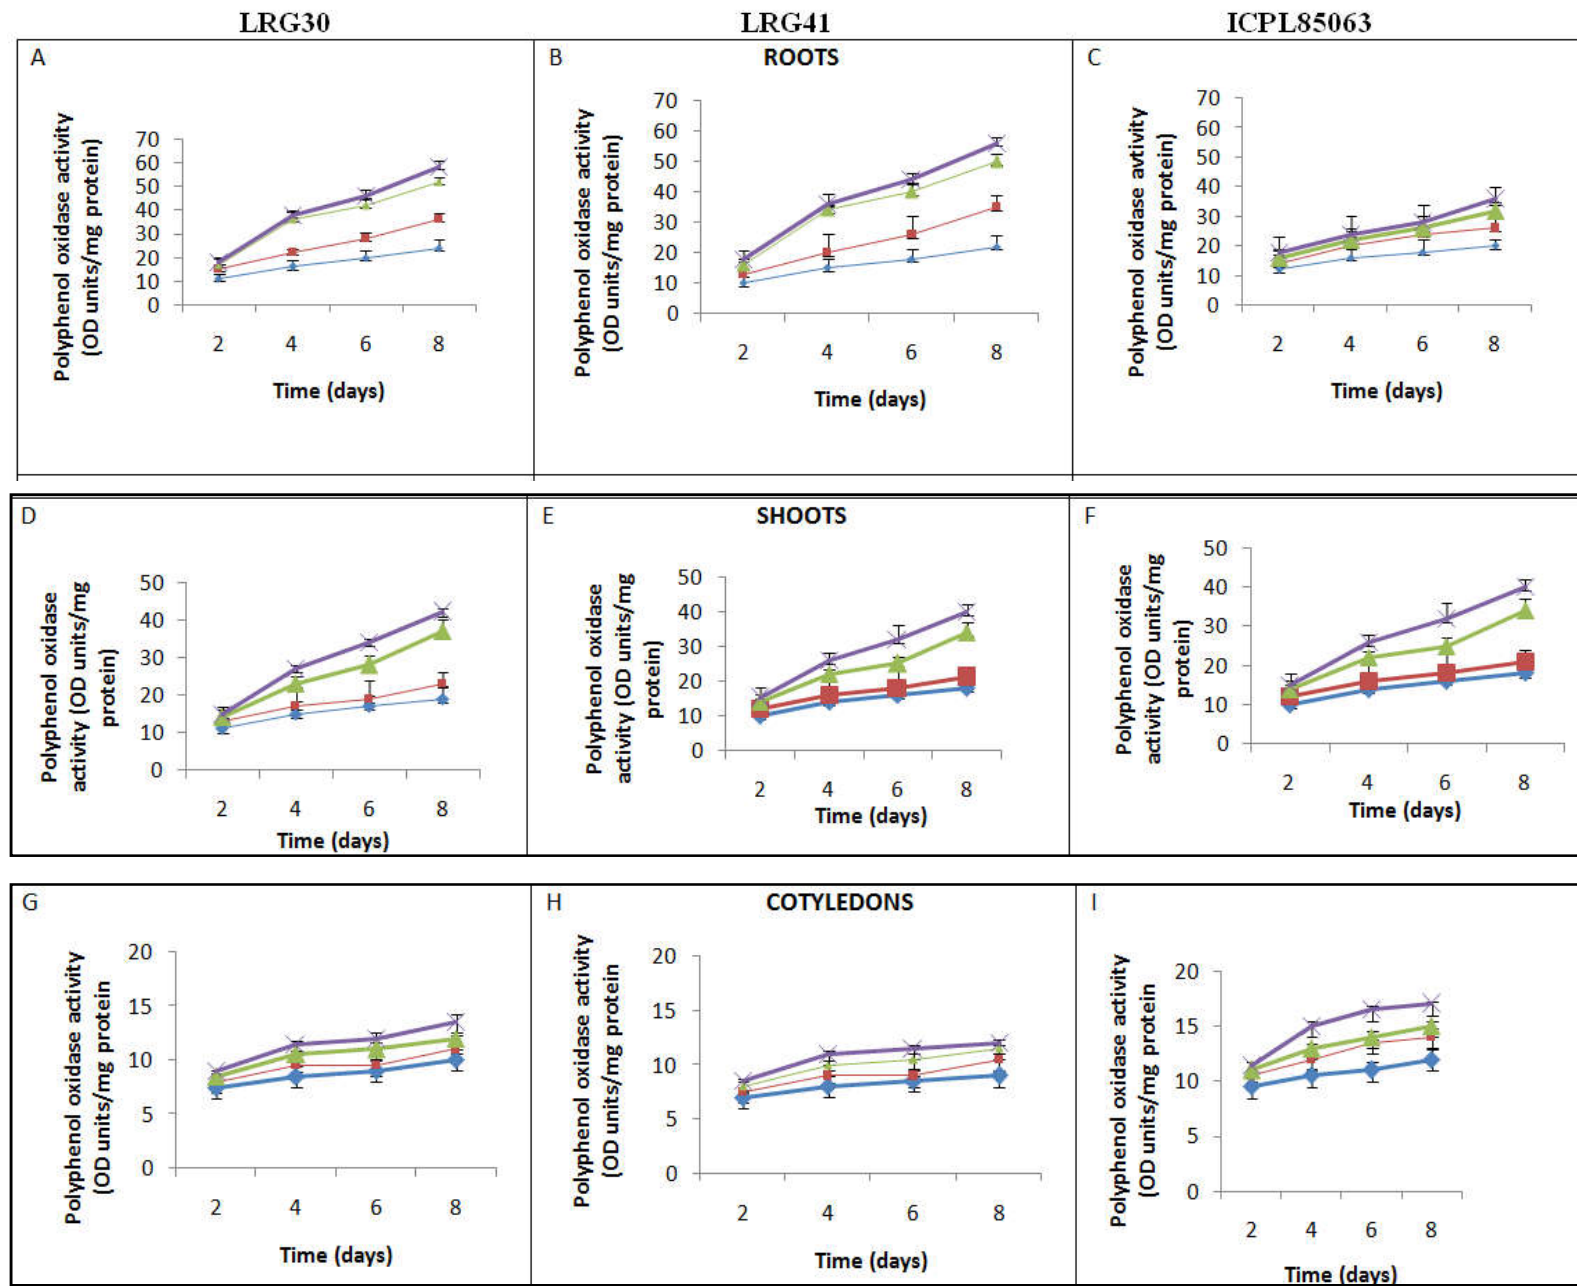 LRG30 LRG41 ICPL85063
A B ROOTS C
Polyphenol oxidase activity
(OD units/mg protein)
70
60
50
40
30
20
10
0
2 4 6 8
Time (days)
Polyphenol oxidase activity
(OD units/mg protein)
70
60
50
40
30
20
10
0
2 4 6 8
Time (days)
Polyphenol oxidase avtivity
(OD units/mg protein)
70
60
50
40
30
20
10
0
2 4 6 8
Time (days)
D E SHOOTS F
Polyphenol oxidase
activity (OD units/mg
protein)
50
40
30
20
10
0
2 4 6 8
Time (days)
Polyphenol oxidase
activity (OD units/mg
protein)
50
40
30
20
10
0
2 4 6 8
Time (days)
Polyphenol oxidase
activity (OD units/mg
protein)
50
40
30
20
10
0
2 4 6 8
Time (days)
G H COTYLEDONS I
Polyphenol oxidase activity
(OD units/mg protein
20
15
10
5
0
2 4 6 8
Time (days)
Polyphenol oxidase activity
(OD units/mg protein
20
15
10
5
0
2 4 6 8
Time (days)
Polyphenol oxidase activity
(OD units/mg protein
20
15
10
5
0
2 4 6 8
Time (days)